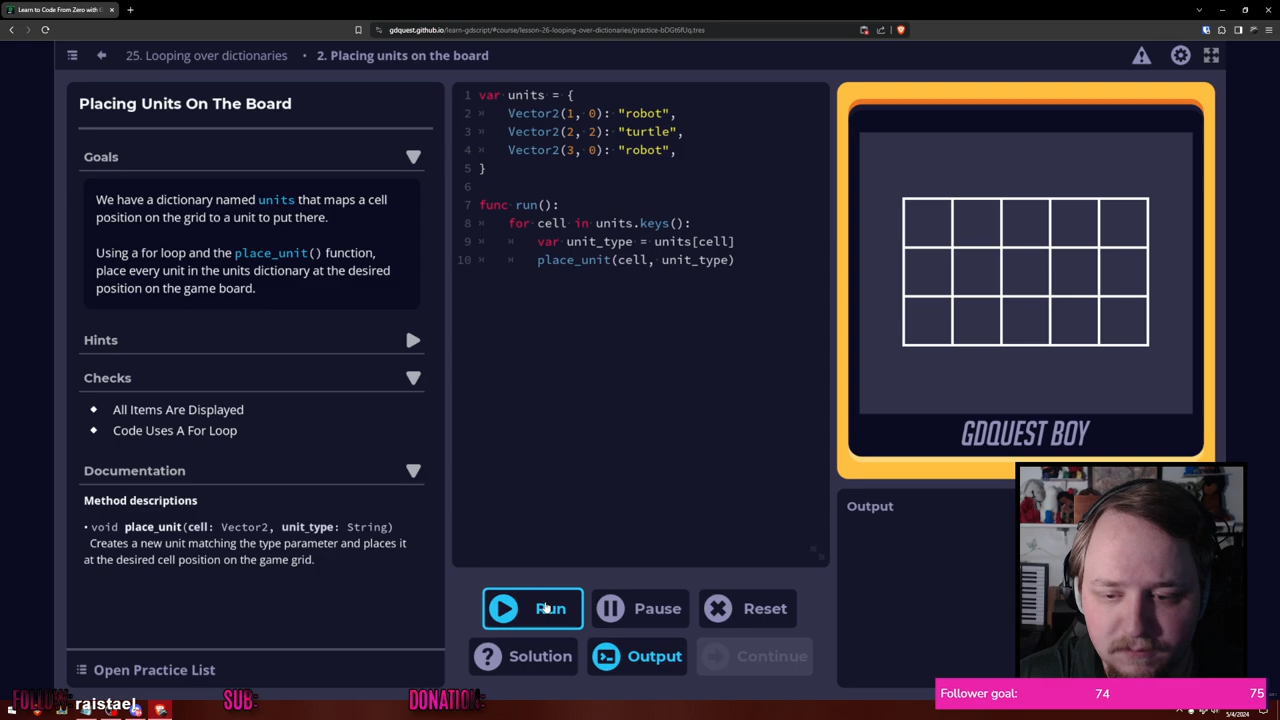 Learn to Code From Zero with
gdquest.github.io/learn-gdscript/#course/lesson-26-looping-over-dictionaries/practice-bDGt6fUq.tres
25. Looping over dictionaries • 2. Placing units on the board
Placing Units On The Board
Goals
We have a dictionary named units that maps a cell
position on the grid to a unit to put there.
Using a for loop and the place_unit() function,
place every unit in the units dictionary at the desired
position on the game board.
Hints
Checks
All Items Are Displayed
Code Uses A For Loop
Documentation
Method descriptions
• void place_unit(cell: Vector2, unit_type: String)
Creates a new unit matching the type parameter and places it
at the desired cell position on the game grid.
Open Practice List
1 var units = {
2 Vector2(1, 0): "robot",
3 Vector2(2, 2): "turtle",
4 Vector2(3, 0): "robot",
5 }
6
7 func run():
8 for cell in units.keys():
9 var unit_type = units[cell]
10 place_unit(cell, unit_type)
Run
Pause
Reset
Solution
Output
Continue
GDQUEST BOY
Output
FOLLOW: raistael
SUB:
DONATION:
Follower goal: 74 75
5/4/2024